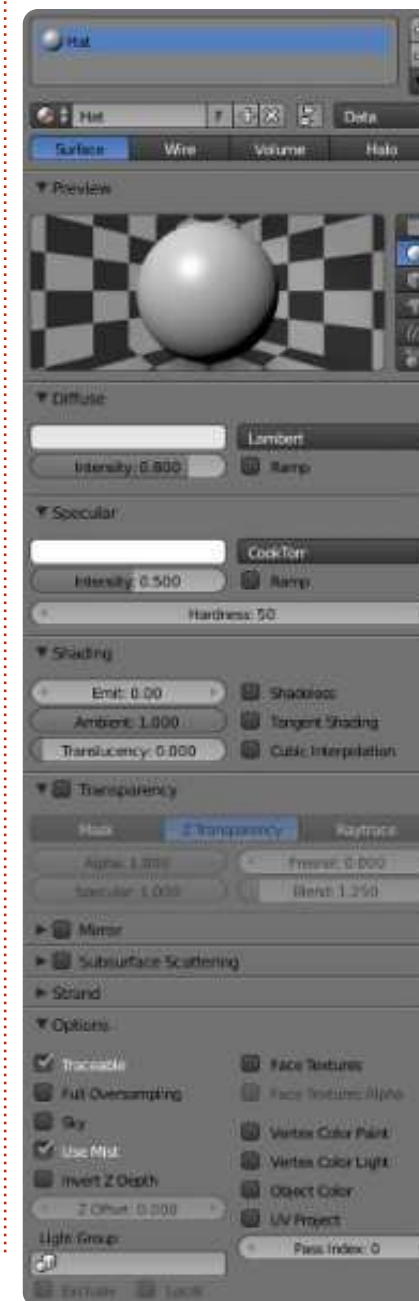 Hat
Hat F Data
Surface Wire Volume Halo
Preview
Diffuse
Lambert
Intensity: 0.800 Ramp
Specular
CookTorr
Intensity: 0.500 Ramp
Hardness: 50
Shading
Emit: 0.00 Shadeless
Ambient: 1.000 Tangent Shading
Translucency: 0.000 Cubic Interpolation
Transparency
Mask Z Transparency Raytrace
Alpha: 1.000 Fresnel: 0.000
Specular: 1.000 Blend: 1.250
Mirror
Subsurface Scattering
Strand
Options
Traceable Face Textures
Full Oversampling Face Textures Alpha
Sky
Vertex Color Paint
Use Mist
Vertex Color Light
Invert Z Depth
Object Color
Z Offset: 0.000
UV Project
Light Group:
Pass Index: 0
Exclude Local